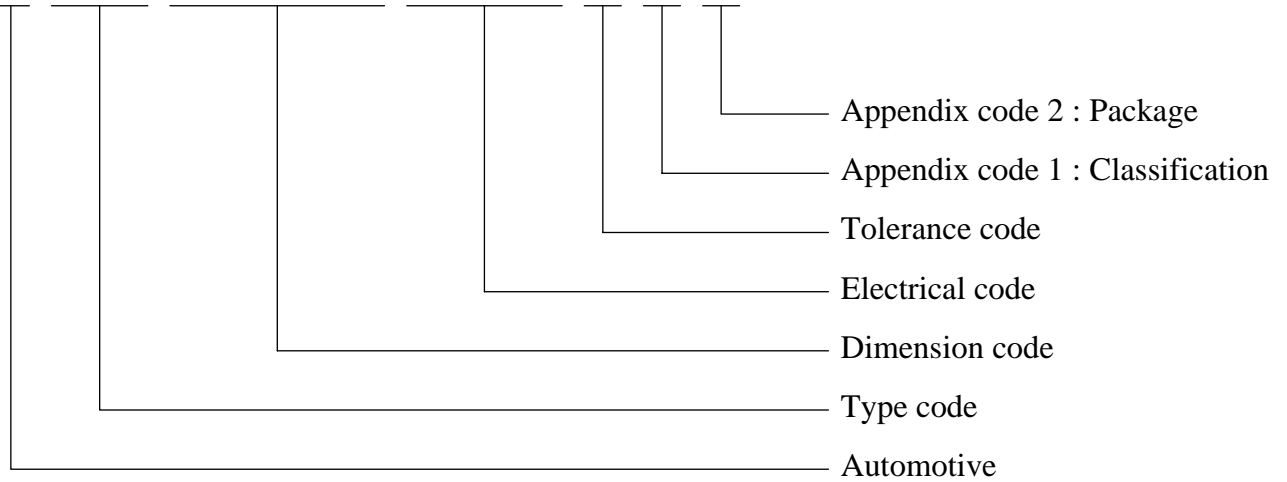 Appendix code 2 : Package
Appendix code 1 : Classification
Tolerance code
Electrical code
Dimension code
Type code
Automotive